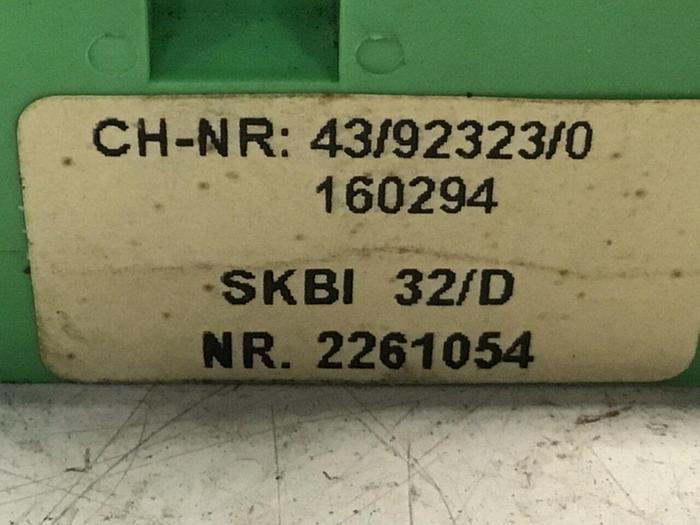 CH-NR: 43/92323/0
160294
SKBI 32/D
NR. 2261054